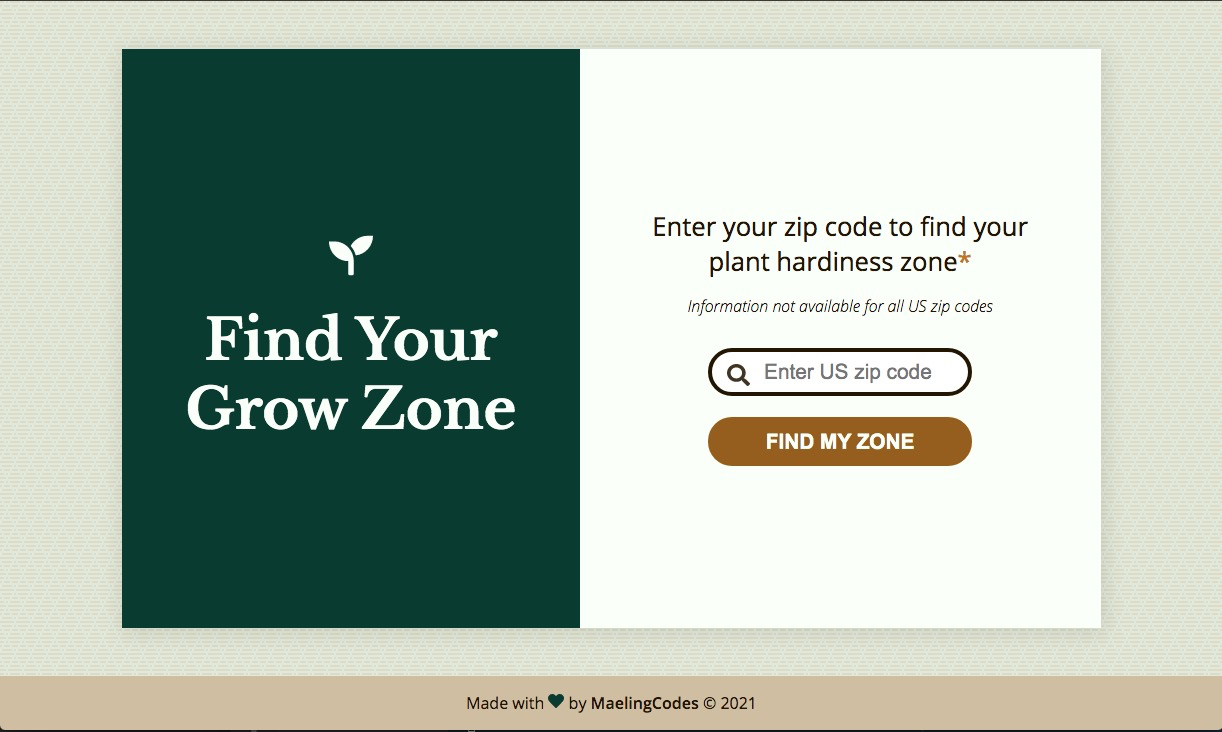 Find Your
Grow Zone
Enter your zip code to find your
plant hardiness zone*
Information not available for all US zip codes
Enter US zip code
FIND MY ZONE
Made with ♥ by MaelingCodes © 2021